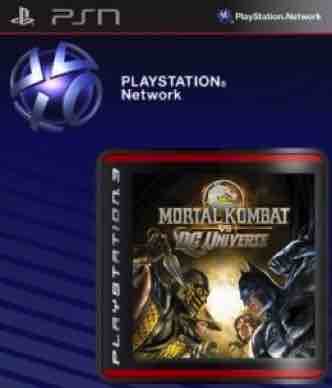 PSN
PlayStation.Network
PLAYSTATION®
Network
PLAYSTATION 3
MORTAL KOMBAT
VS
DC UNIVERSE